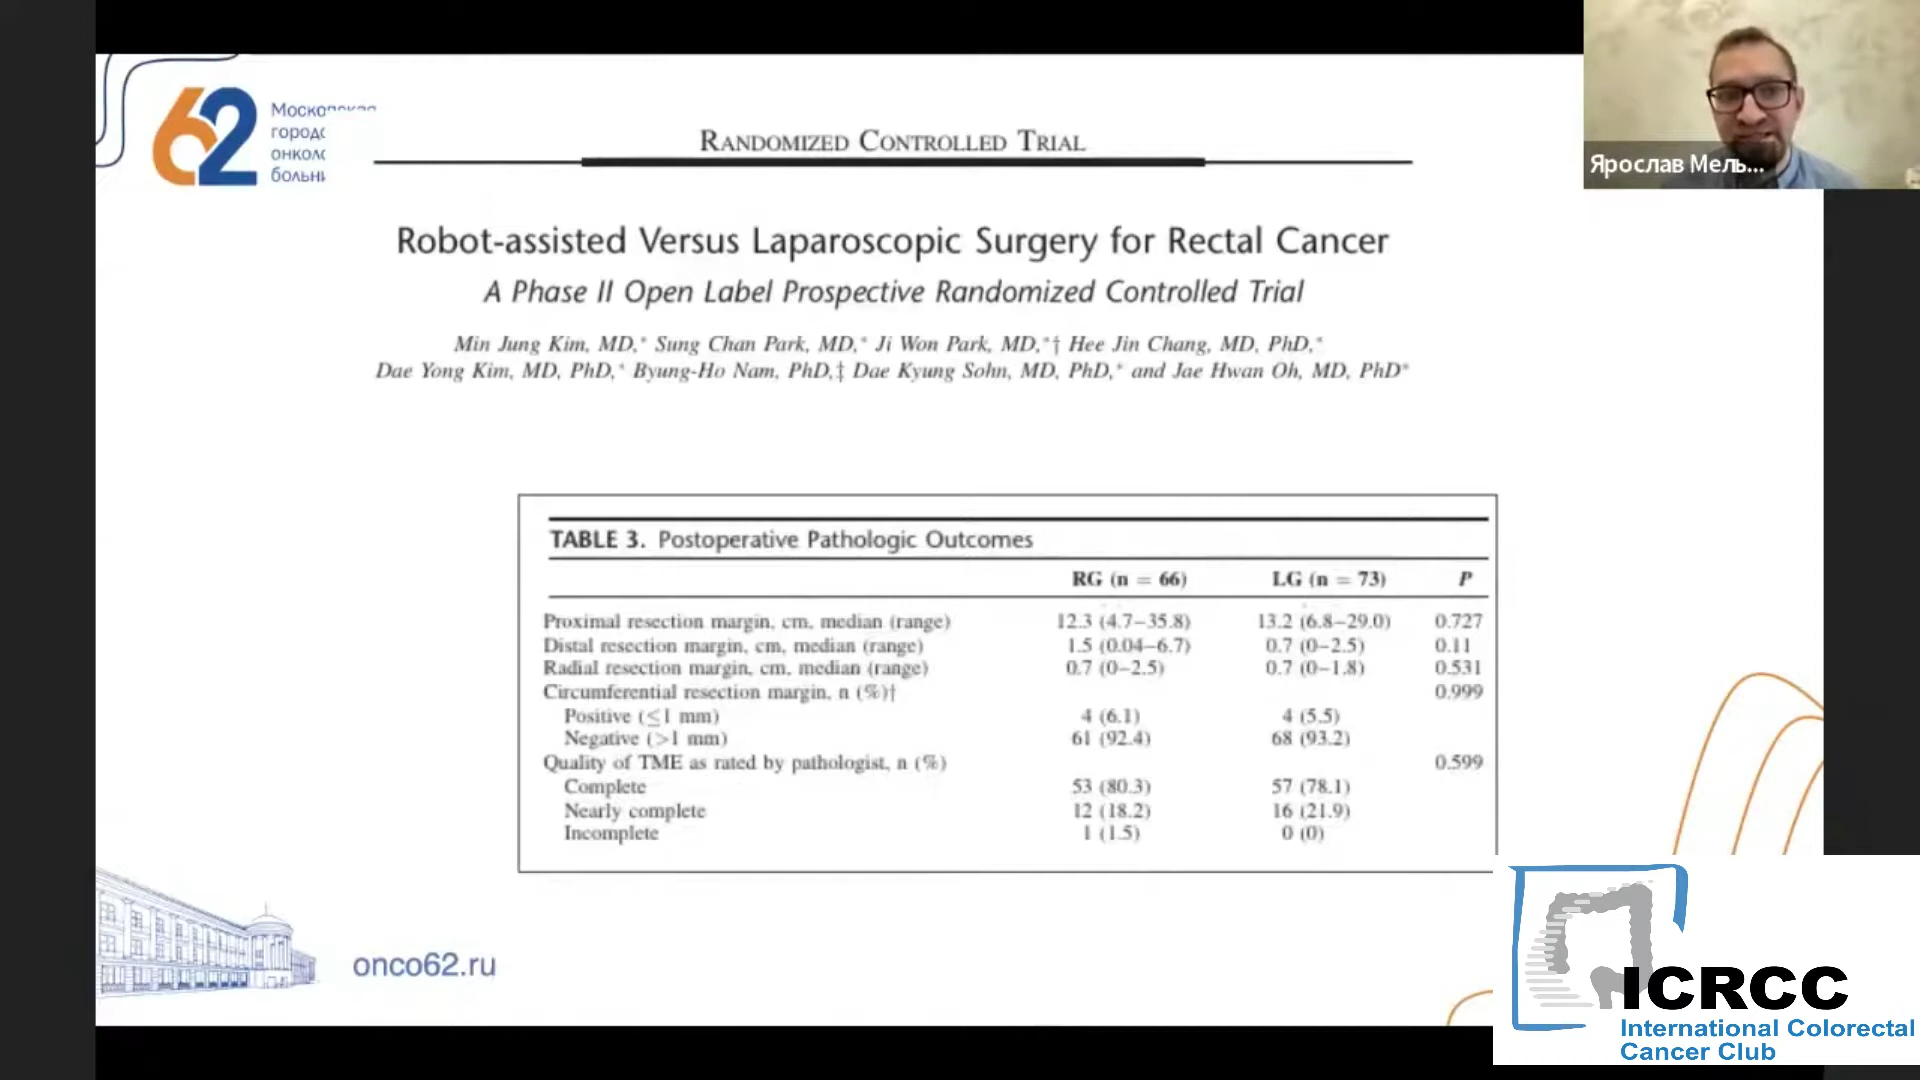 62
городс
онколо
больни
Ярослав Мель...
RANDOMIZED CONTROLLED TRIAL
Robot-assisted Versus Laparoscopic Surgery for Rectal Cancer
A Phase II Open Label Prospective Randomized Controlled Trial
Min Jung Kim, MD,* Sung Chan Park, MD,* Ji Won Park, MD,*† Hee Jin Chang, MD, PhD,*
Dae Yong Kim, MD, PhD,* Byung-Ho Nam, PhD,‡ Dae Kyung Sohn, MD, PhD,* and Jae Hwan Oh, MD, PhD*
TABLE 3. Postoperative Pathologic Outcomes
RG (n = 66) LG (n = 73) P
Proximal resection margin, cm, median (range) 12.3 (4.7–35.8) 13.2 (6.8–29.0) 0.727
Distal resection margin, cm, median (range) 1.5 (0.04–6.7) 0.7 (0–2.5) 0.11
Radial resection margin, cm, median (range) 0.7 (0–2.5) 0.7 (0–1.8) 0.531
Circumferential resection margin, n (%)† 0.999
Positive (≤1 mm) 4 (6.1) 4 (5.5)
Negative (>1 mm) 61 (92.4) 68 (93.2)
Quality of TME as rated by pathologist, n (%) 0.599
Complete 53 (80.3) 57 (78.1)
Nearly complete 12 (18.2) 16 (21.9)
Incomplete 1 (1.5) 0 (0)
onco62.ru
ICRCC
International Colorectal
Cancer Club